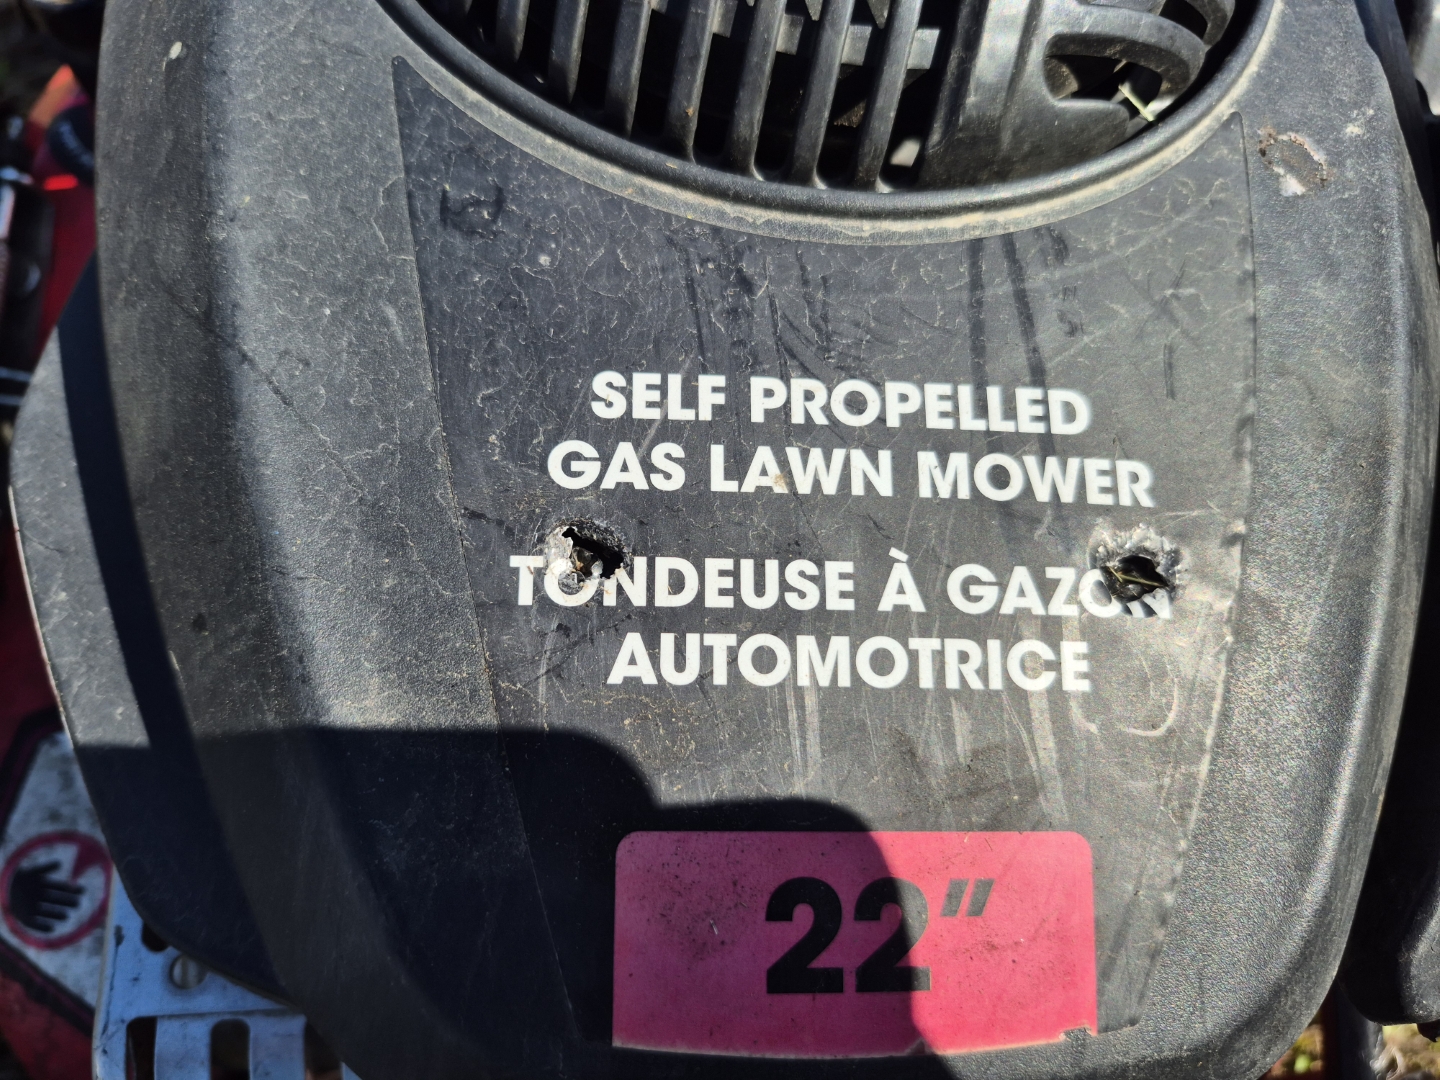 SELF PROPELLED
GAS LAWN MOWER
TONDEUSE À GAZON
AUTOMOTRICE
22"